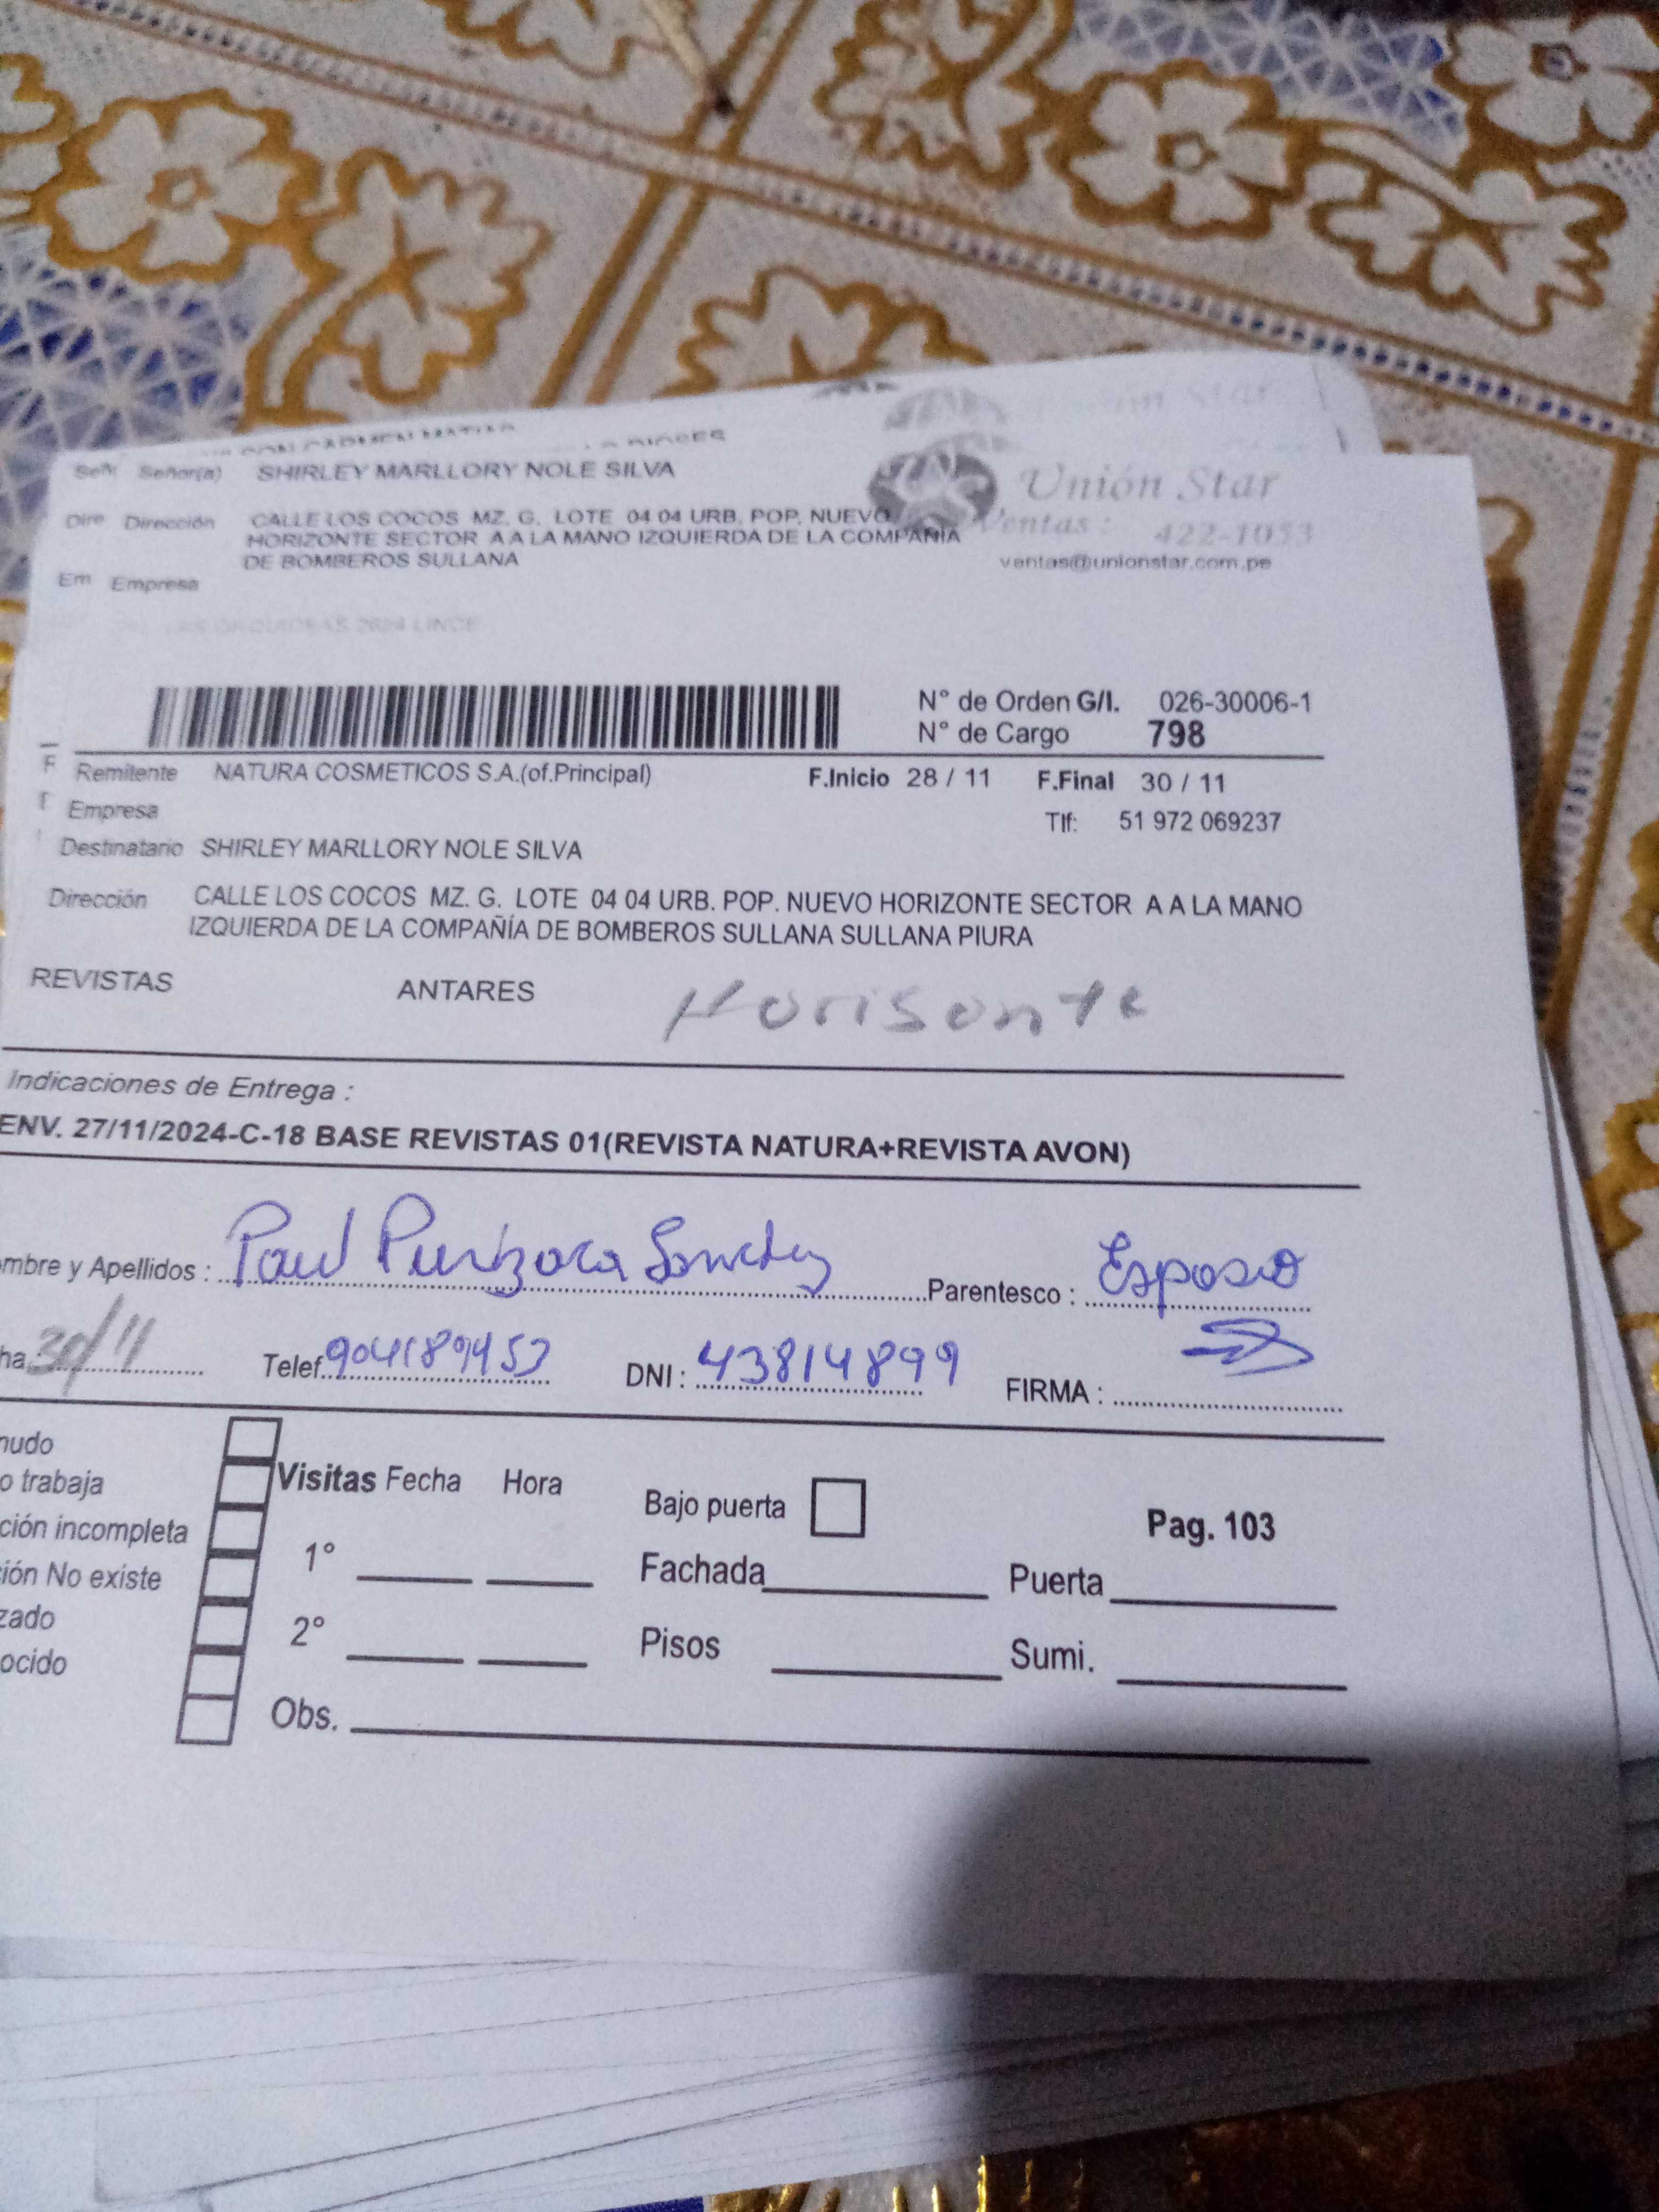 Señ Señor(a) SHIRLEY MARLLORY NOLE SILVA
Unión Star
Dire Dirección CALLE LOS COCOS MZ. G. LOTE 04 04 URB. POP. NUEVO
Ventas : 422-1053
HORIZONTE SECTOR A A LA MANO IZQUIERDA DE LA COMPAÑIA
DE BOMBEROS SULLANA
ventas@unionstar.com.pe
Em Empresa
N° de Orden G/I. 026-30006-1
N° de Cargo 798
Remitente NATURA COSMETICOS S.A.(of.Principal) F.Inicio 28 / 11 F.Final 30 / 11
Empresa
Tlf: 51 972 069237
Destinatario SHIRLEY MARLLORY NOLE SILVA
Dirección CALLE LOS COCOS MZ. G. LOTE 04 04 URB. POP. NUEVO HORIZONTE SECTOR A A LA MANO
IZQUIERDA DE LA COMPAÑÍA DE BOMBEROS SULLANA SULLANA PIURA
REVISTAS ANTARES Horisonte
Indicaciones de Entrega :
ENV. 27/11/2024-C-18 BASE REVISTAS 01(REVISTA NATURA+REVISTA AVON)
mbre y Apellidos : Paul Purizaca Sanchez Parentesco : Esposo
ha 30/11 Telef. DNI : 43814899 FIRMA :
nudo
o trabaja
Visitas Fecha Hora
Bajo puerta
Pag. 103
ción incompleta
1°
Fachada
Puerta
ión No existe
zado
2°
Pisos
Sumi.
ocido
Obs.